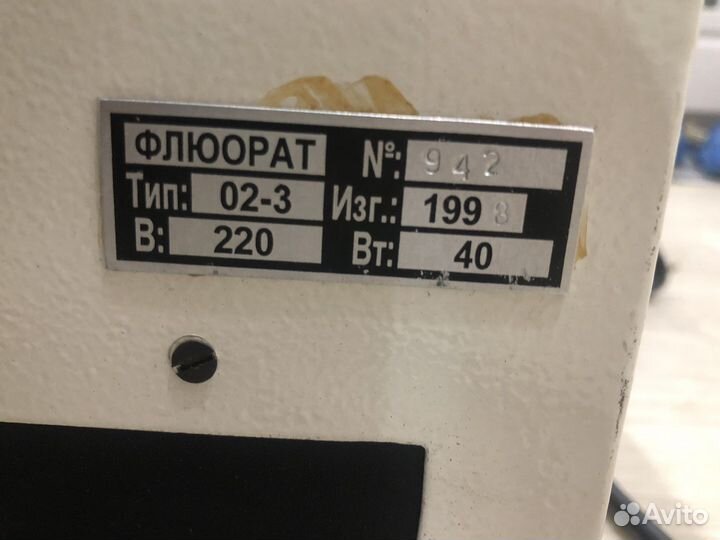 ФЛЮОРАТ №: 942
Тип: 02-3 Изг.: 1998
В: 220 Вт: 40
Avito